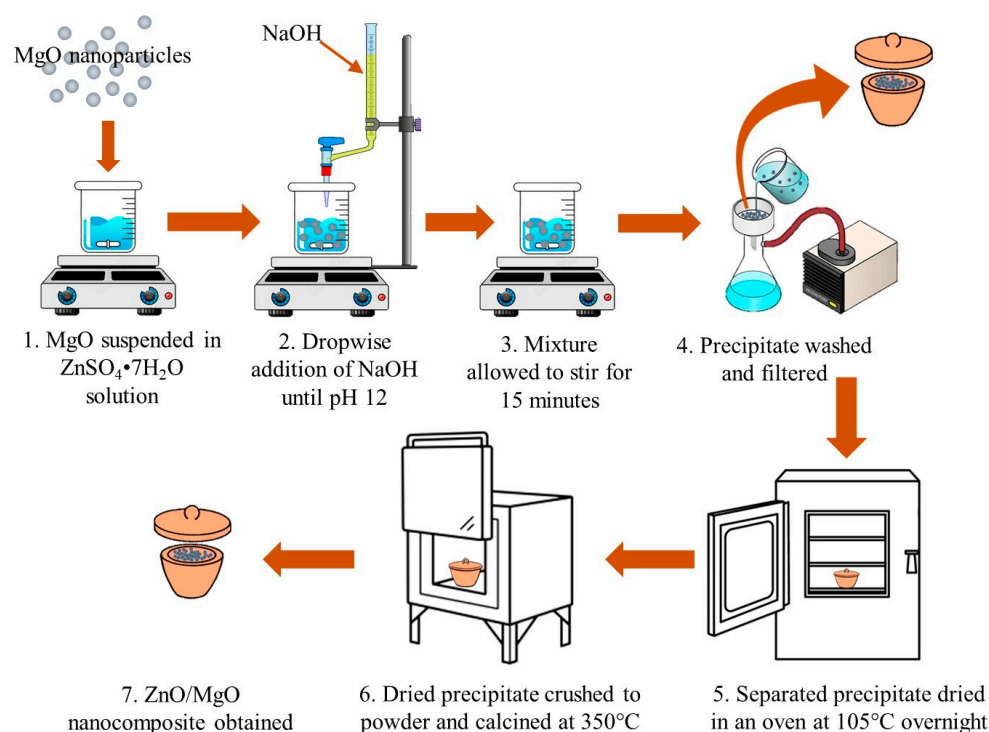 MgO nanoparticles
NaOH
1. MgO suspended in
ZnSO₄•7H₂O
solution
2. Dropwise
addition of NaOH
until pH 12
3. Mixture
allowed to stir for
15 minutes
4. Precipitate washed
and filtered
7. ZnO/MgO
nanocomposite obtained
6. Dried precipitate crushed to
powder and calcined at 350°C
5. Separated precipitate dried
in an oven at 105°C overnight